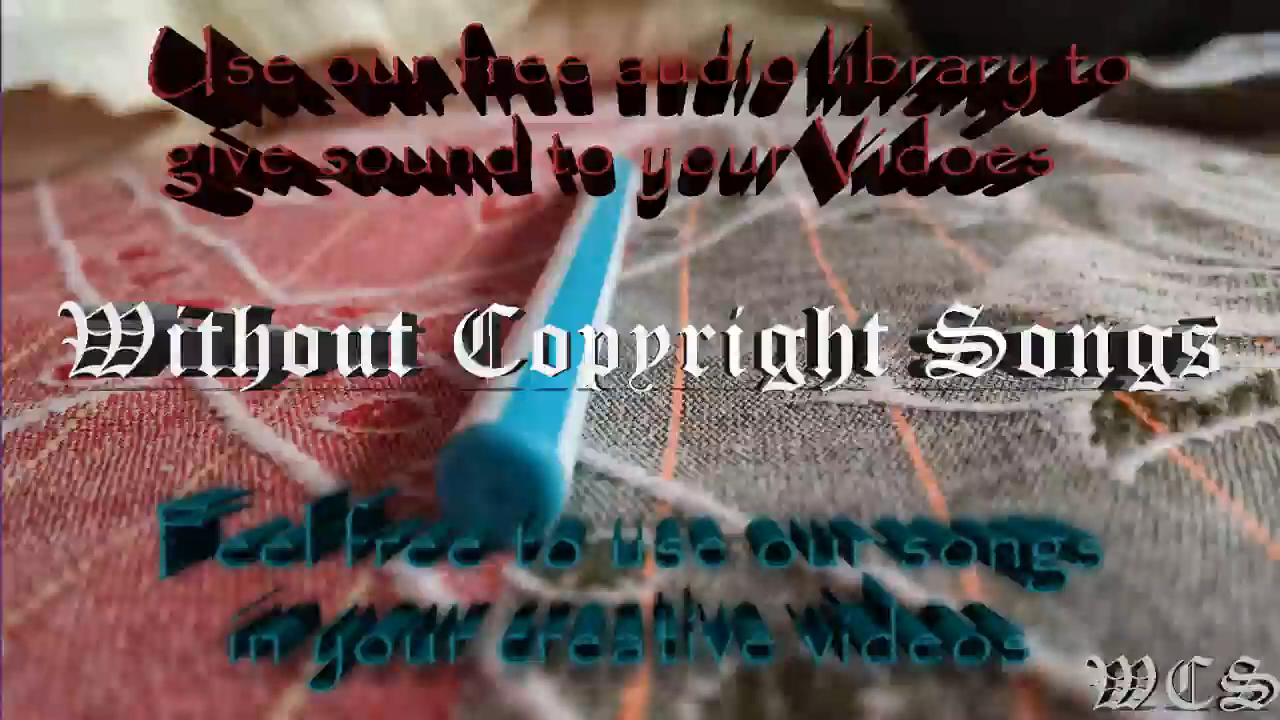 Use our free audio library to
give sound to your Vidoes
Without Copyright Songs
Feel free to use our songs
in your creative videos
WCS